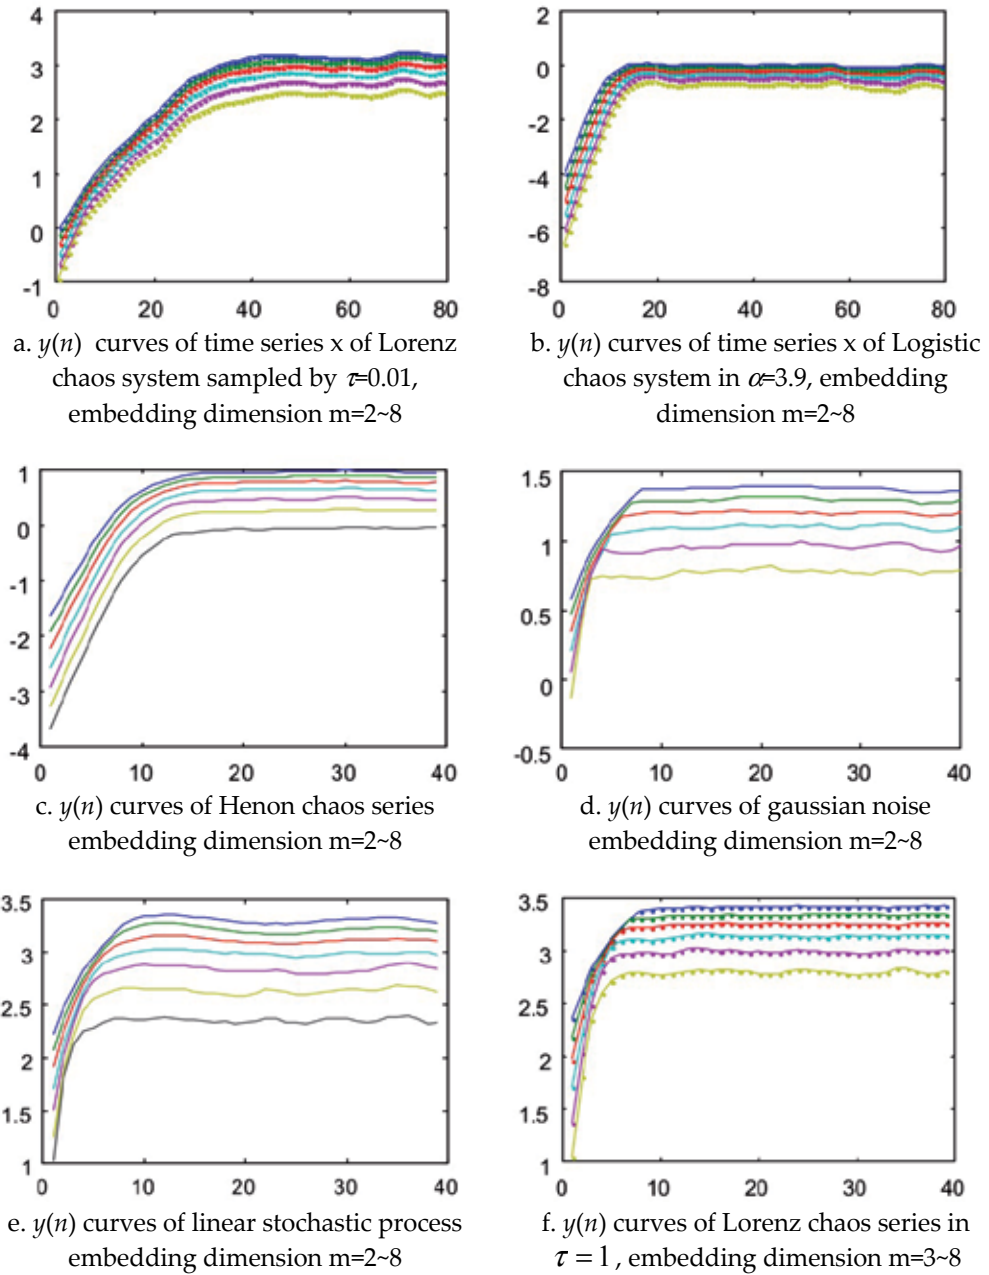 4
3
2
1
0
-1
0 20 40 60 80
2
0
-2
-4
-6
-8
0 20 40 60 80
a. y(n) curves of time series x of Lorenz
chaos system sampled by τ=0.01,
embedding dimension m=2~8
b. y(n) curves of time series x of Logistic
chaos system in α=3.9, embedding
dimension m=2~8
1
0
-1
-2
-3
-4
0 10 20 30 40
1.5
1
0.5
0
-0.5
0 10 20 30 40
c. y(n) curves of Henon chaos series
embedding dimension m=2~8
d. y(n) curves of gaussian noise
embedding dimension m=2~8
3.5
3
2.5
2
1.5
1
0 10 20 30 40
3.5
3
2.5
2
1.5
1
0 10 20 30 40
e. y(n) curves of linear stochastic process
embedding dimension m=2~8
f. y(n) curves of Lorenz chaos series in
τ = 1 , embedding dimension m=3~8